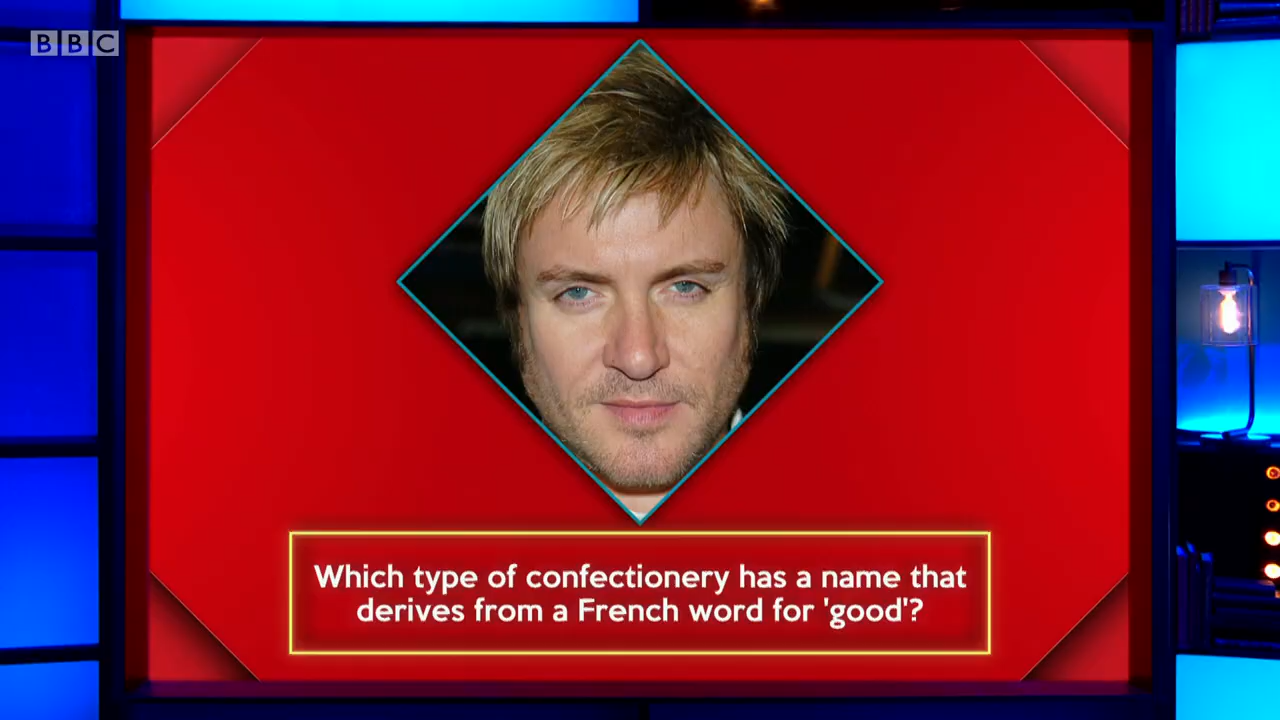 BBC
Which type of confectionery has a name that
derives from a French word for 'good'?